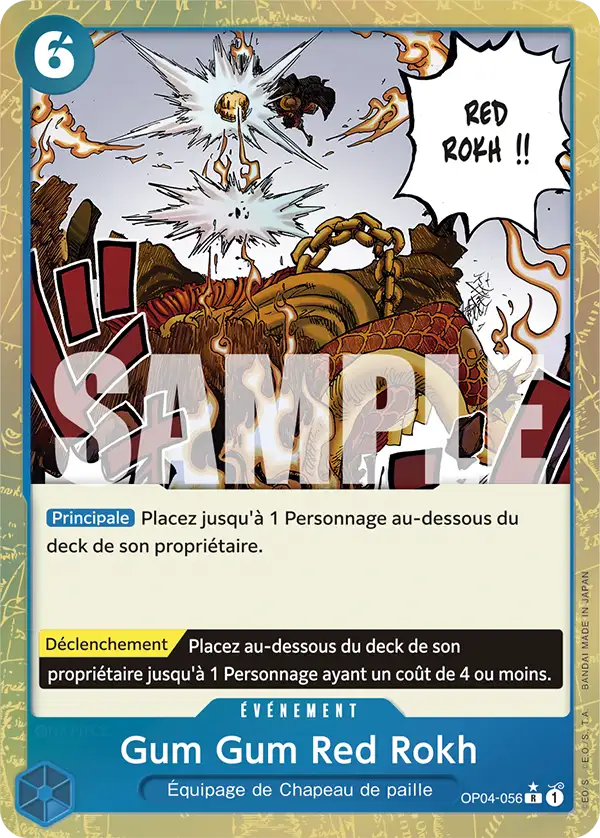 6
RED
ROKH !!
SAMPLE
Principale Placez jusqu'à 1 Personnage au-dessous du
deck de son propriétaire.
Déclenchement Placez au-dessous du deck de son
propriétaire jusqu'à 1 Personnage ayant un coût de 4 ou moins.
ÉVÉNEMENT
Gum Gum Red Rokh
Équipage de Chapeau de paille
OP04-056 R 1
©E.O./S. ©E.O./S.,T.A. BANDAI MADE IN JAPAN